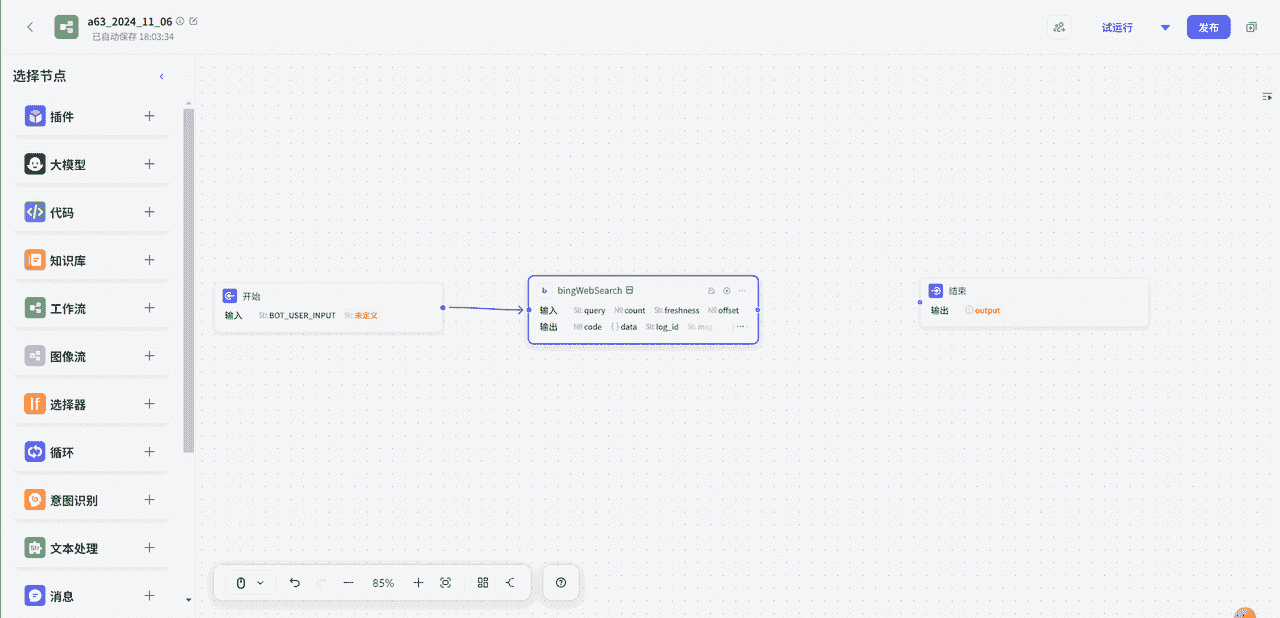 a63_2024_11_06
已自动保存 18:03:34
试运行
发布
选择节点
插件
大模型
代码
知识库
工作流
图像流
选择器
循环
意图识别
文本处理
消息
开始
输入 Str. BOT_USER_INPUT Str. 未定义
bingWebSearch
输入 Str. query Nº count Str. freshness Nº offset
输出 Nº code { } data Str. log_id Str. msg ...
结束
输出 output
85%